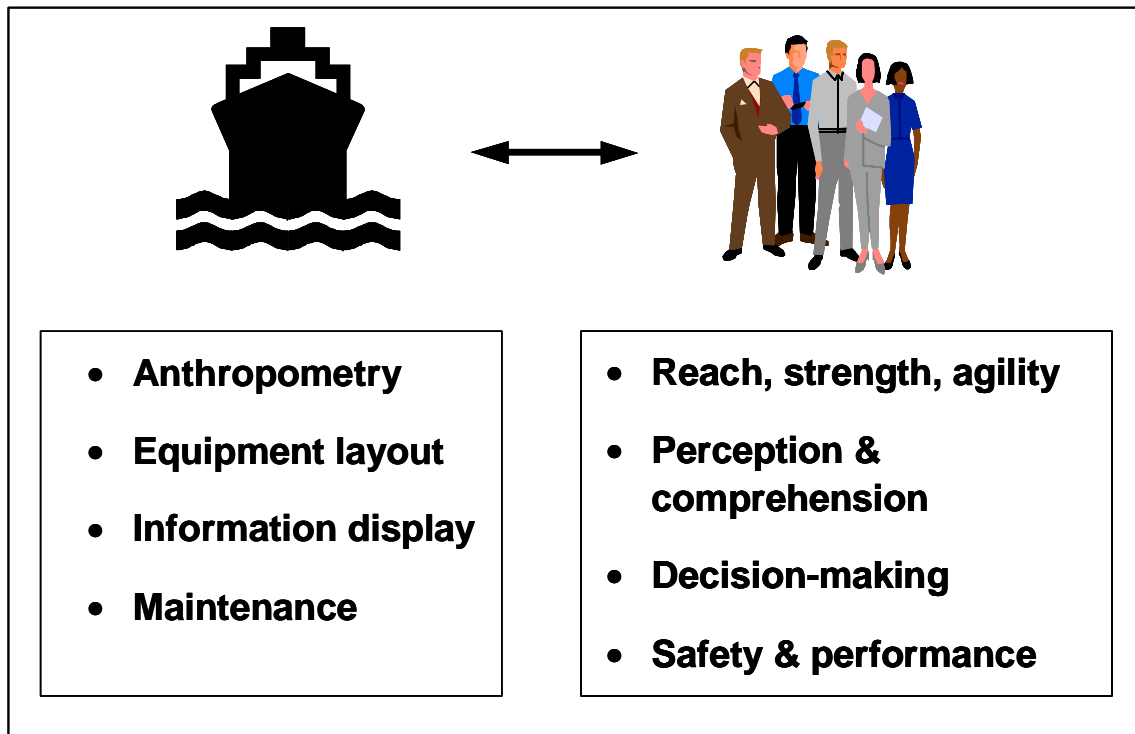 • Anthropometry
• Equipment layout
• Information display
• Maintenance
• Reach, strength, agility
• Perception &
comprehension
• Decision-making
• Safety & performance